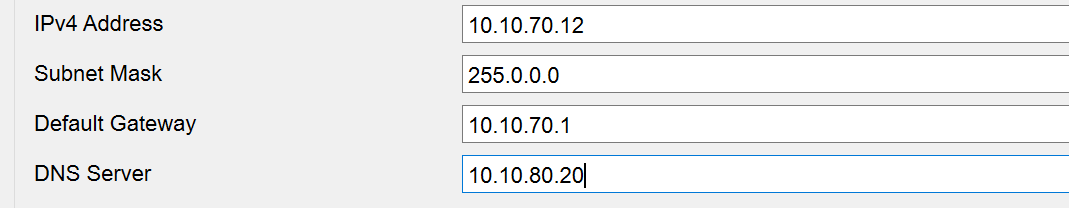 IPv4 Address 10.10.70.12
Subnet Mask 255.0.0.0
Default Gateway 10.10.70.1
DNS Server 10.10.80.20